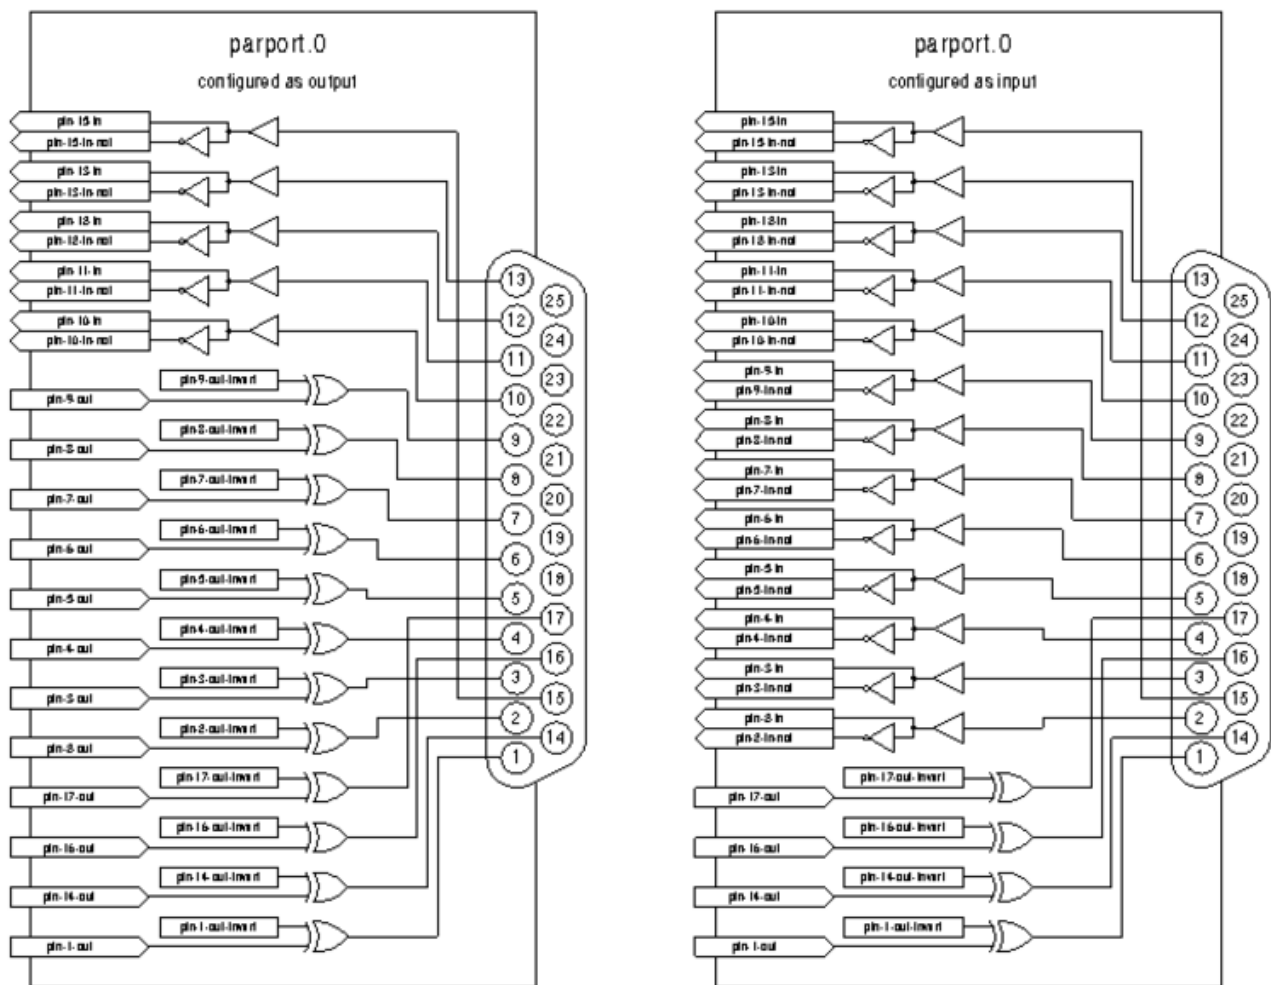 parport.0
configured as output
pin-15-in
pin-15-in-not
pin-13-in
pin-13-in-not
pin-12-in
pin-12-in-not
pin-11-in
pin-11-in-not
pin-10-in
pin-10-in-not
pin-9-out-invert
pin-9-out
pin-8-out-invert
pin-8-out
pin-7-out-invert
pin-7-out
pin-6-out-invert
pin-6-out
pin-5-out-invert
pin-5-out
pin-4-out-invert
pin-4-out
pin-3-out-invert
pin-3-out
pin-2-out-invert
pin-2-out
pin-17-out-invert
pin-17-out
pin-16-out-invert
pin-16-out
pin-14-out-invert
pin-14-out
pin-1-out-invert
pin-1-out
13
25
12
24
11
23
10
22
9
21
8
20
7
19
6
18
5
17
4
16
3
15
2
14
1
parport.0
configured as input
pin-15-in
pin-15-in-not
pin-13-in
pin-13-in-not
pin-12-in
pin-12-in-not
pin-11-in
pin-11-in-not
pin-10-in
pin-10-in-not
pin-9-in
pin-9-in-not
pin-8-in
pin-8-in-not
pin-7-in
pin-7-in-not
pin-6-in
pin-6-in-not
pin-5-in
pin-5-in-not
pin-4-in
pin-4-in-not
pin-3-in
pin-3-in-not
pin-2-in
pin-2-in-not
pin-17-out-invert
pin-17-out
pin-16-out-invert
pin-16-out
pin-14-out-invert
pin-14-out
pin-1-out-invert
pin-1-out
13
25
12
24
11
23
10
22
9
21
8
20
7
19
6
18
5
17
4
16
3
15
2
14
1